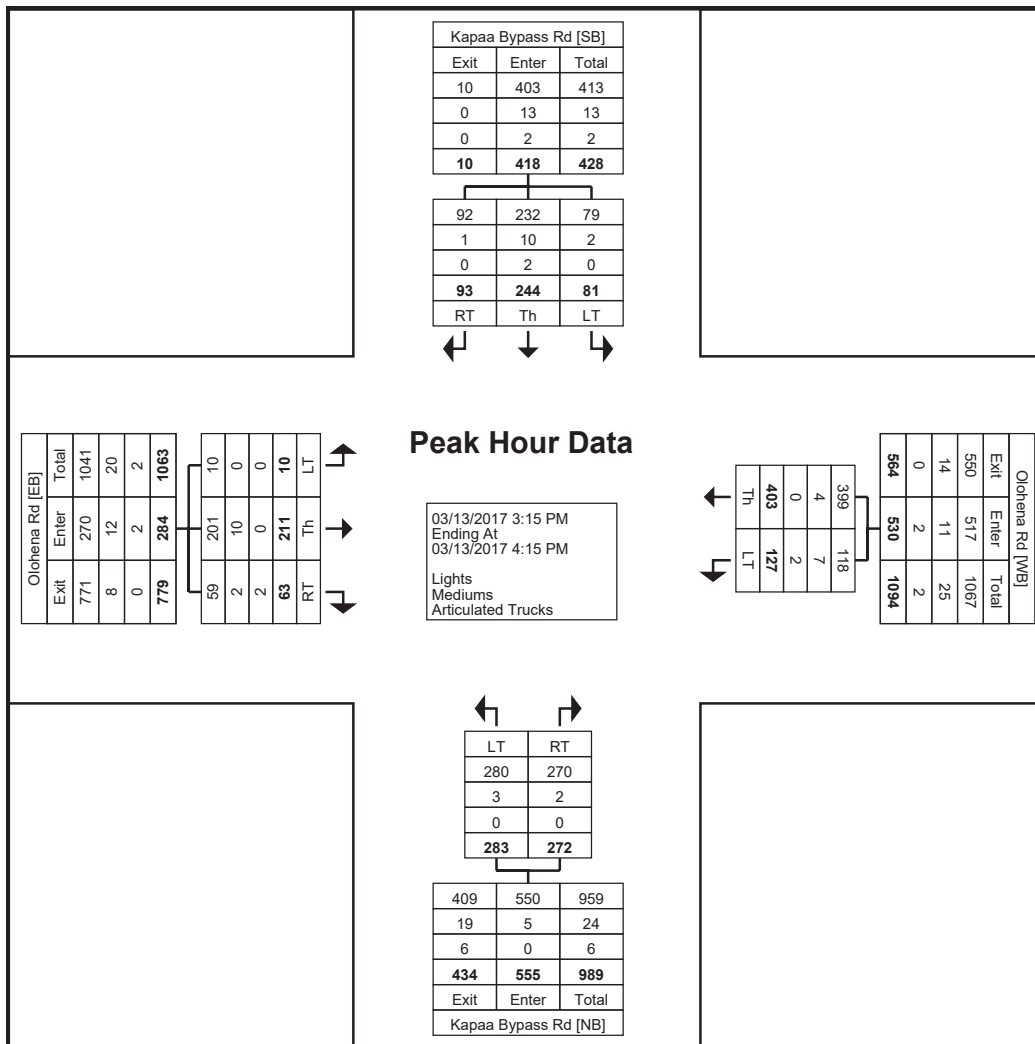 Kapaa Bypass Rd [SB]
Exit Enter Total
10 403 413
0 13 13
0 2 2
10 418 428
92 232 79
1 10 2
0 2 0
93 244 81
RT Th LT
Peak Hour Data
Olohena Rd [EB]
Total 1041 20 2 1063
Enter 270 12 2 284
Exit 771 8 0 779
10 0 0 10 LT
201 10 0 211 Th
59 2 2 63 RT
03/13/2017 3:15 PM
Ending At
03/13/2017 4:15 PM
Lights
Mediums
Articulated Trucks
Olohena Rd [WB]
Exit Enter Total
550 517 1067
14 11 25
0 2 2
564 530 1094
399 118
4 7
0 2
403 127
Th LT
LT RT
280 270
3 2
0 0
283 272
409 550 959
19 5 24
6 0 6
434 555 989
Exit Enter Total
Kapaa Bypass Rd [NB]